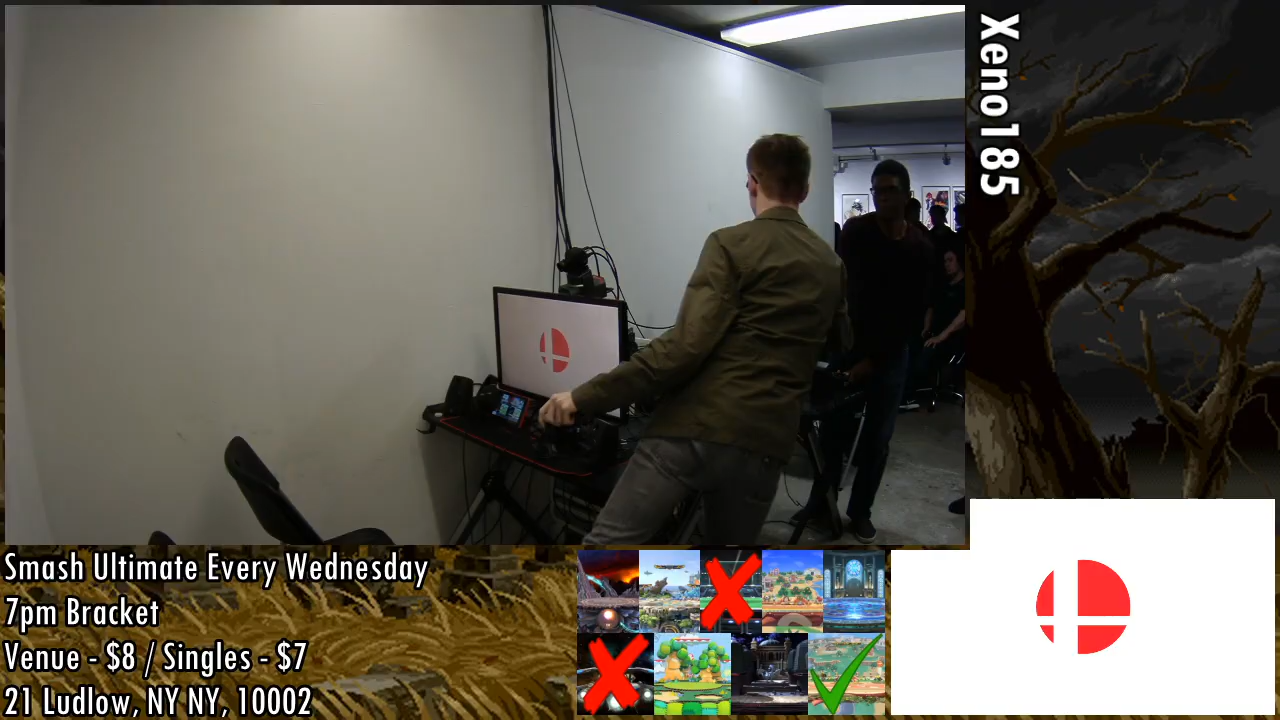 Xeno185
Smash Ultimate Every Wednesday
7pm Bracket
Venue - $8 / Singles - $7
21 Ludlow, NY NY, 10002